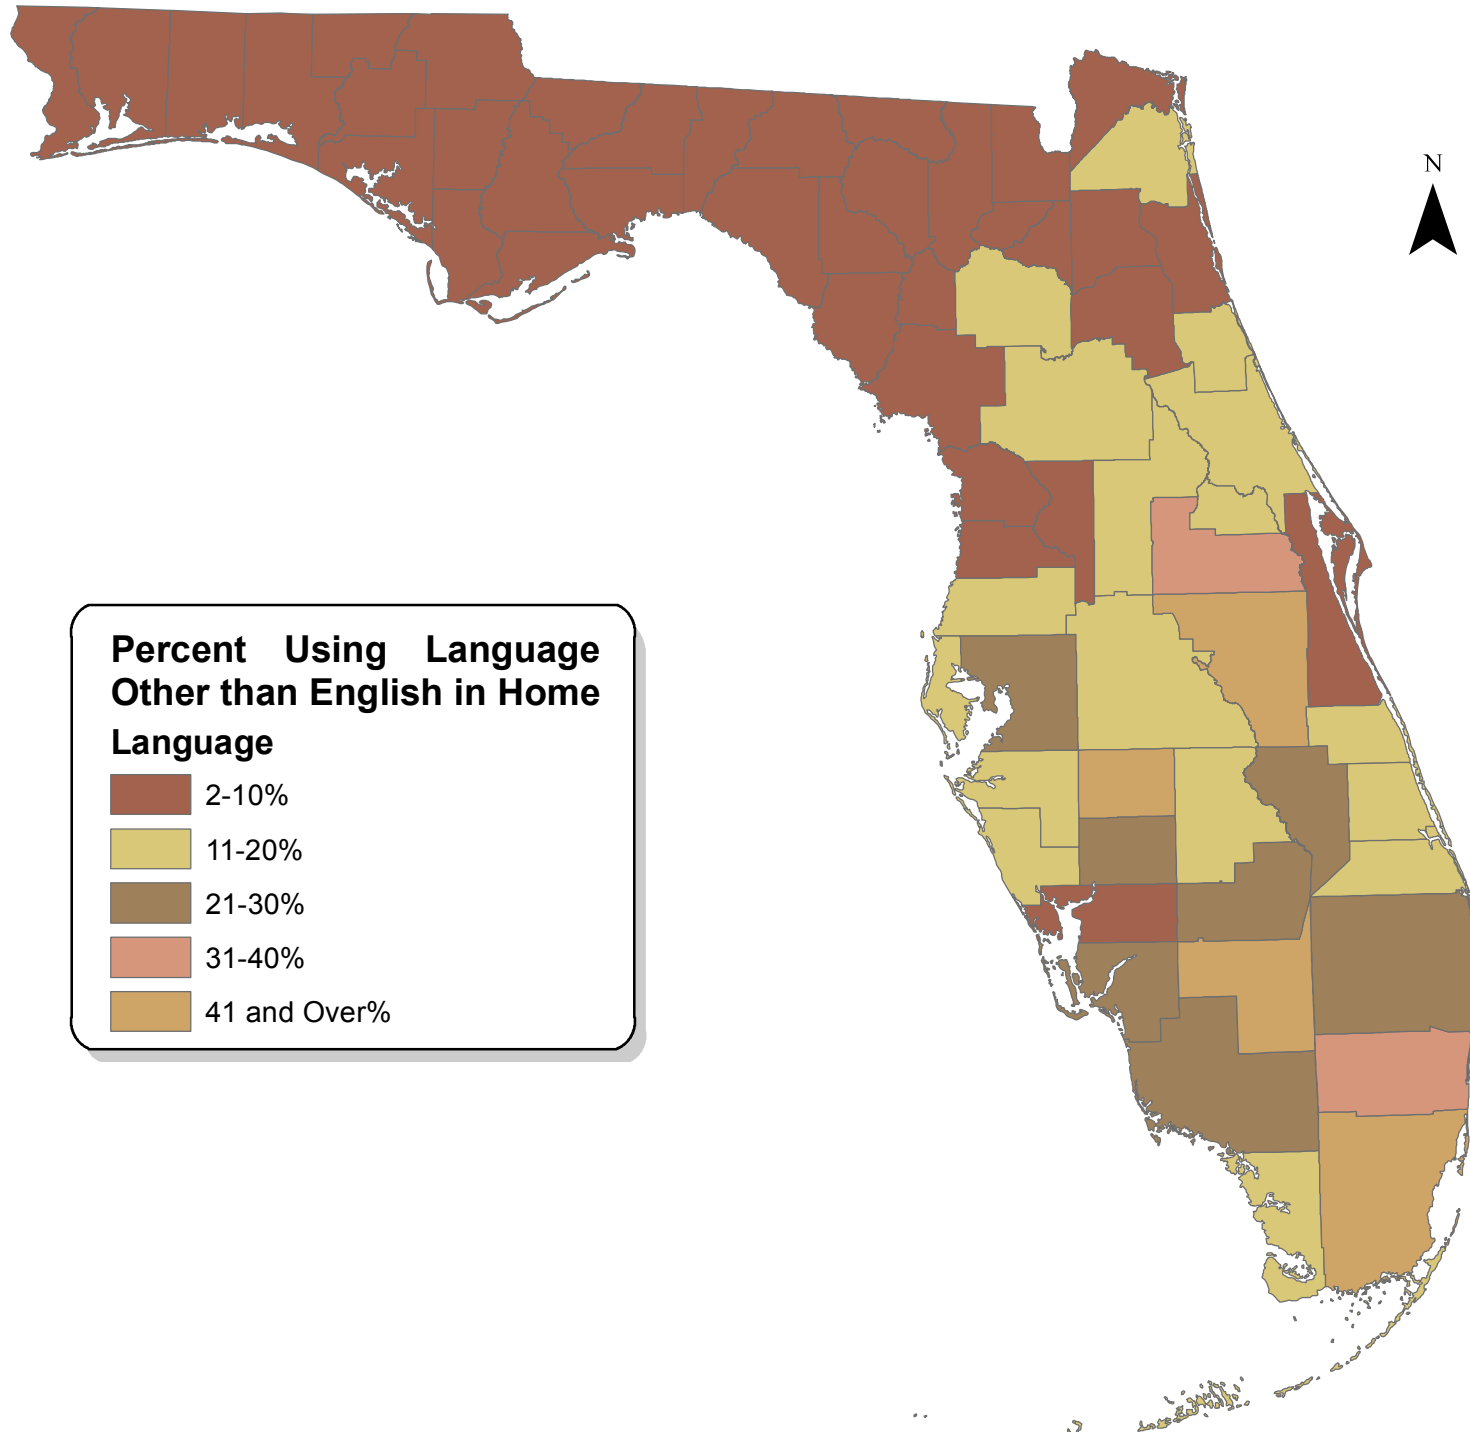 N
Percent Using Language
Other than English in Home
Language
2-10%
11-20%
21-30%
31-40%
41 and Over%